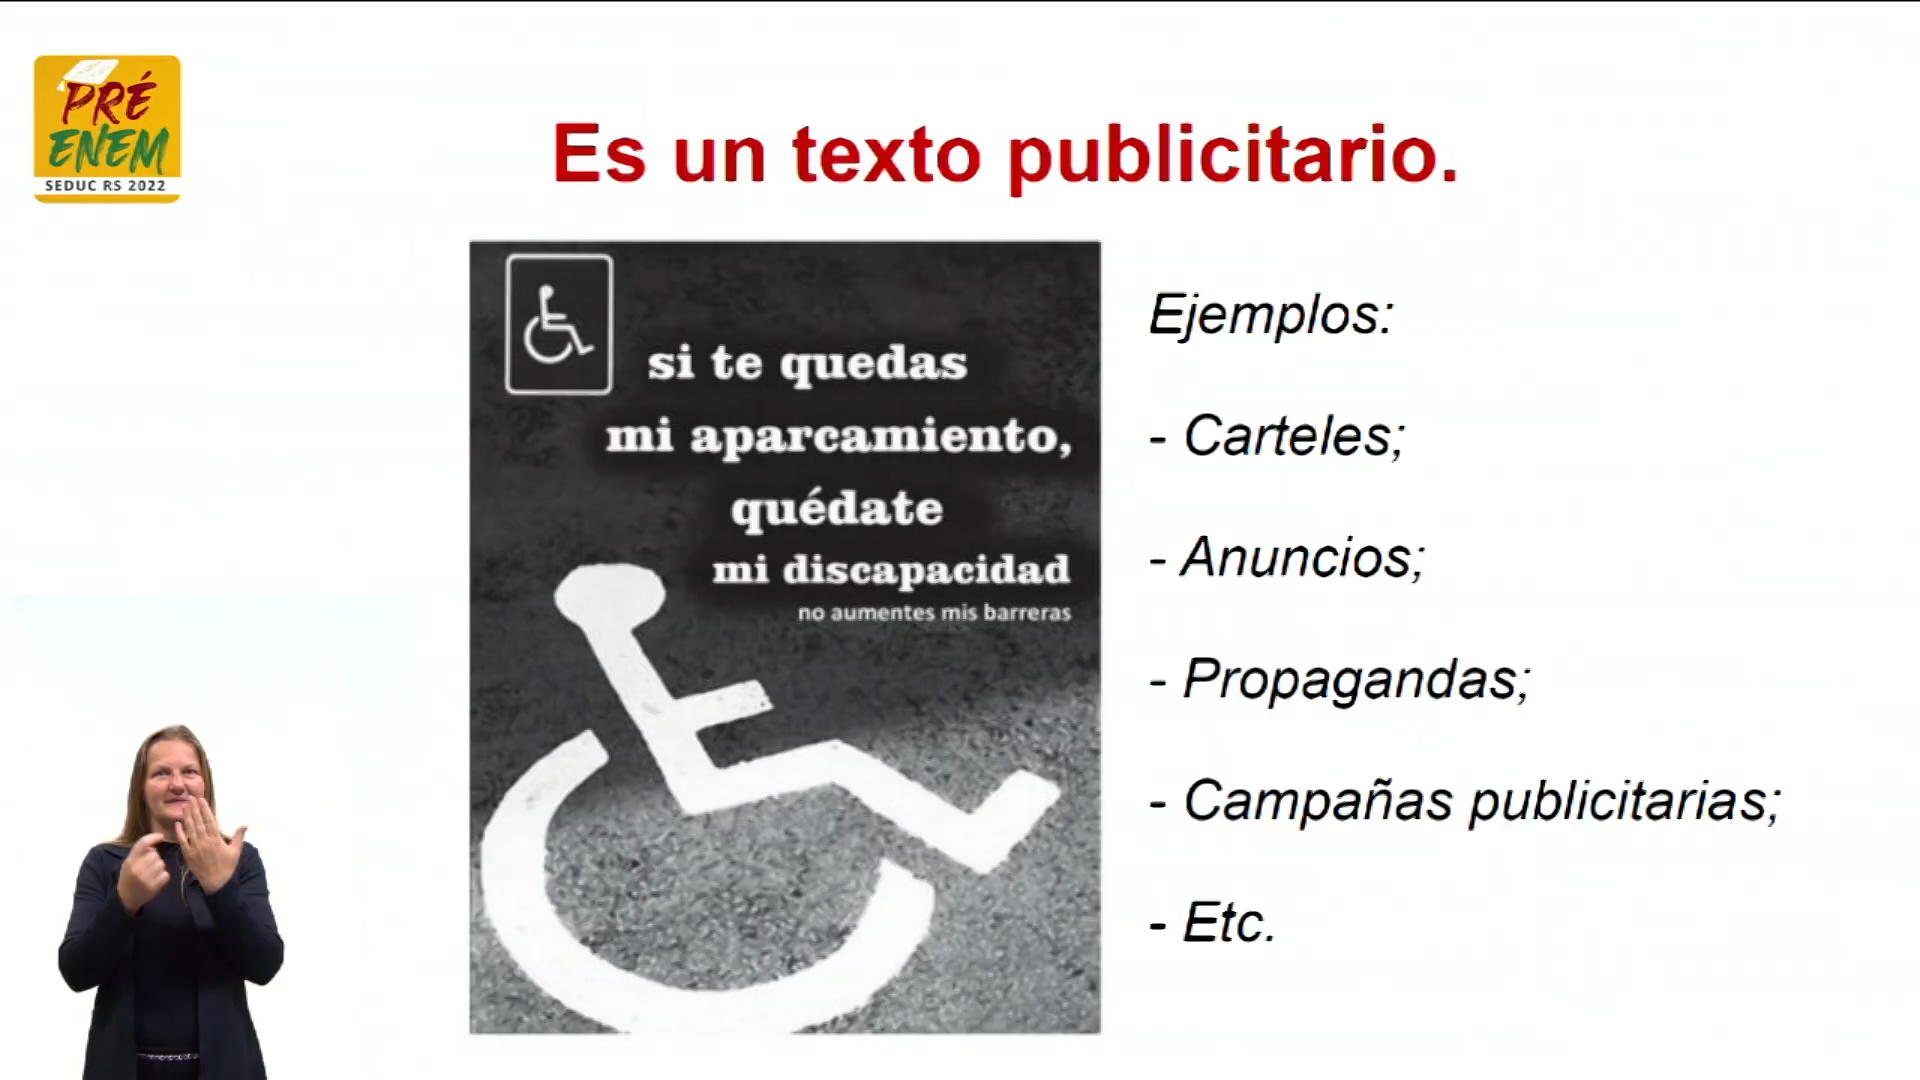 PRÉ
ENEM
SEDUC RS 2022
Es un texto publicitario.
si te quedas
mi aparcamiento,
quédate
mi discapacidad
no aumentes mis barreras
Ejemplos:
- Carteles;
- Anuncios;
- Propagandas;
- Campañas publicitarias;
- Etc.